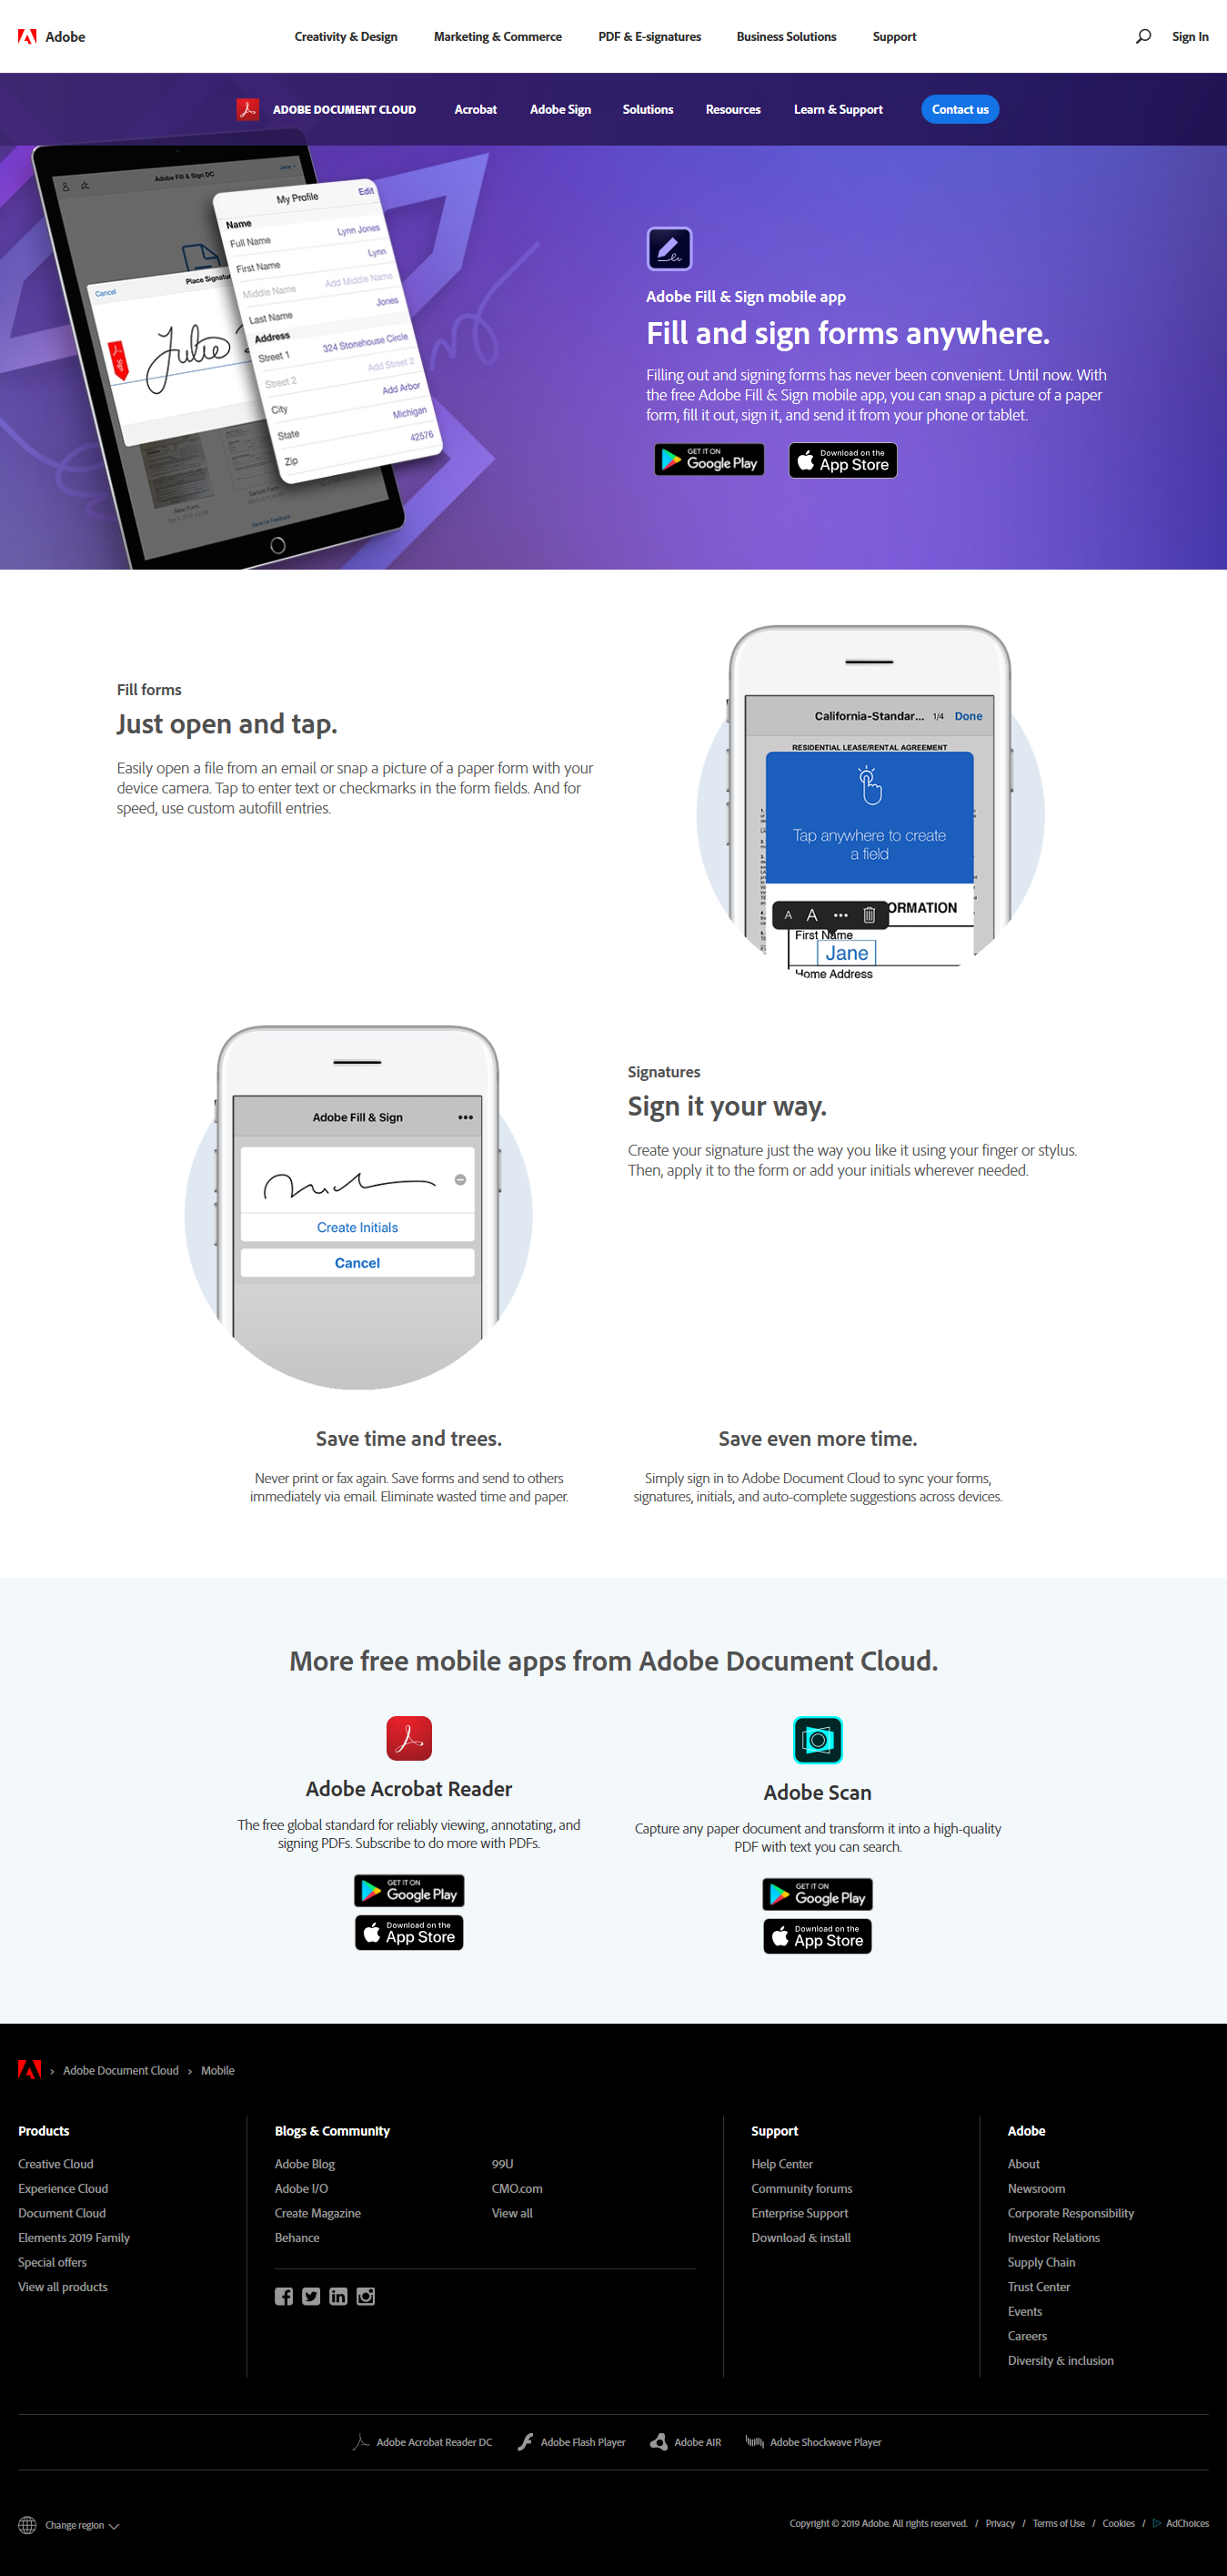 Adobe
Creativity & Design
Marketing & Commerce
PDF & E-signatures
Business Solutions
Support
Sign In
ADOBE DOCUMENT CLOUD
Acrobat
Adobe Sign
Solutions
Resources
Learn & Support
Contact us
Adobe Fill & Sign DC
Cancel
Place Signatu
Sign
Julie
My Profile
Edit
Name
Full Name Lynn Jones
First Name Lynn
Middle Name Add Middle Name
Last Name Jones
Address
Street 1 324 Stonehouse Circle
Street 2 Add Street 2
City Add Arbor
State Michigan
Zip 42576
New Form
Sample Form
Send Us Feedback
Adobe Fill & Sign mobile app
Fill and sign forms anywhere.
Filling out and signing forms has never been convenient. Until now. With
the free Adobe Fill & Sign mobile app, you can snap a picture of a paper
form, fill it out, sign it, and send it from your phone or tablet.
GET IT ON
Google Play
Download on the
App Store
Fill forms
Just open and tap.
Easily open a file from an email or snap a picture of a paper form with your
device camera. Tap to enter text or checkmarks in the form fields. And for
speed, use custom autofill entries.
California-Standar... 1/4 Done
RESIDENTIAL LEASE/RENTAL AGREEMENT
Tap anywhere to create
a field
A A ••• ORMATION
First Name
Jane
Home Address
Adobe Fill & Sign •••
Create Initials
Cancel
Signatures
Sign it your way.
Create your signature just the way you like it using your finger or stylus.
Then, apply it to the form or add your initials wherever needed.
Save time and trees.
Never print or fax again. Save forms and send to others
immediately via email. Eliminate wasted time and paper.
Save even more time.
Simply sign in to Adobe Document Cloud to sync your forms,
signatures, initials, and auto-complete suggestions across devices.
More free mobile apps from Adobe Document Cloud.
Adobe Acrobat Reader
The free global standard for reliably viewing, annotating, and
signing PDFs. Subscribe to do more with PDFs.
GET IT ON
Google Play
Download on the
App Store
Adobe Scan
Capture any paper document and transform it into a high-quality
PDF with text you can search.
GET IT ON
Google Play
Download on the
App Store
› Adobe Document Cloud › Mobile
Products
Creative Cloud
Experience Cloud
Document Cloud
Elements 2019 Family
Special offers
View all products
Blogs & Community
Adobe Blog
Adobe I/O
Create Magazine
Behance
99U
CMO.com
View all
Support
Help Center
Community forums
Enterprise Support
Download & install
Adobe
About
Newsroom
Corporate Responsibility
Investor Relations
Supply Chain
Trust Center
Events
Careers
Diversity & inclusion
Adobe Acrobat Reader DC
Adobe Flash Player
Adobe AIR
Adobe Shockwave Player
Change region
Copyright © 2019 Adobe. All rights reserved. / Privacy / Terms of Use / Cookies / AdChoices